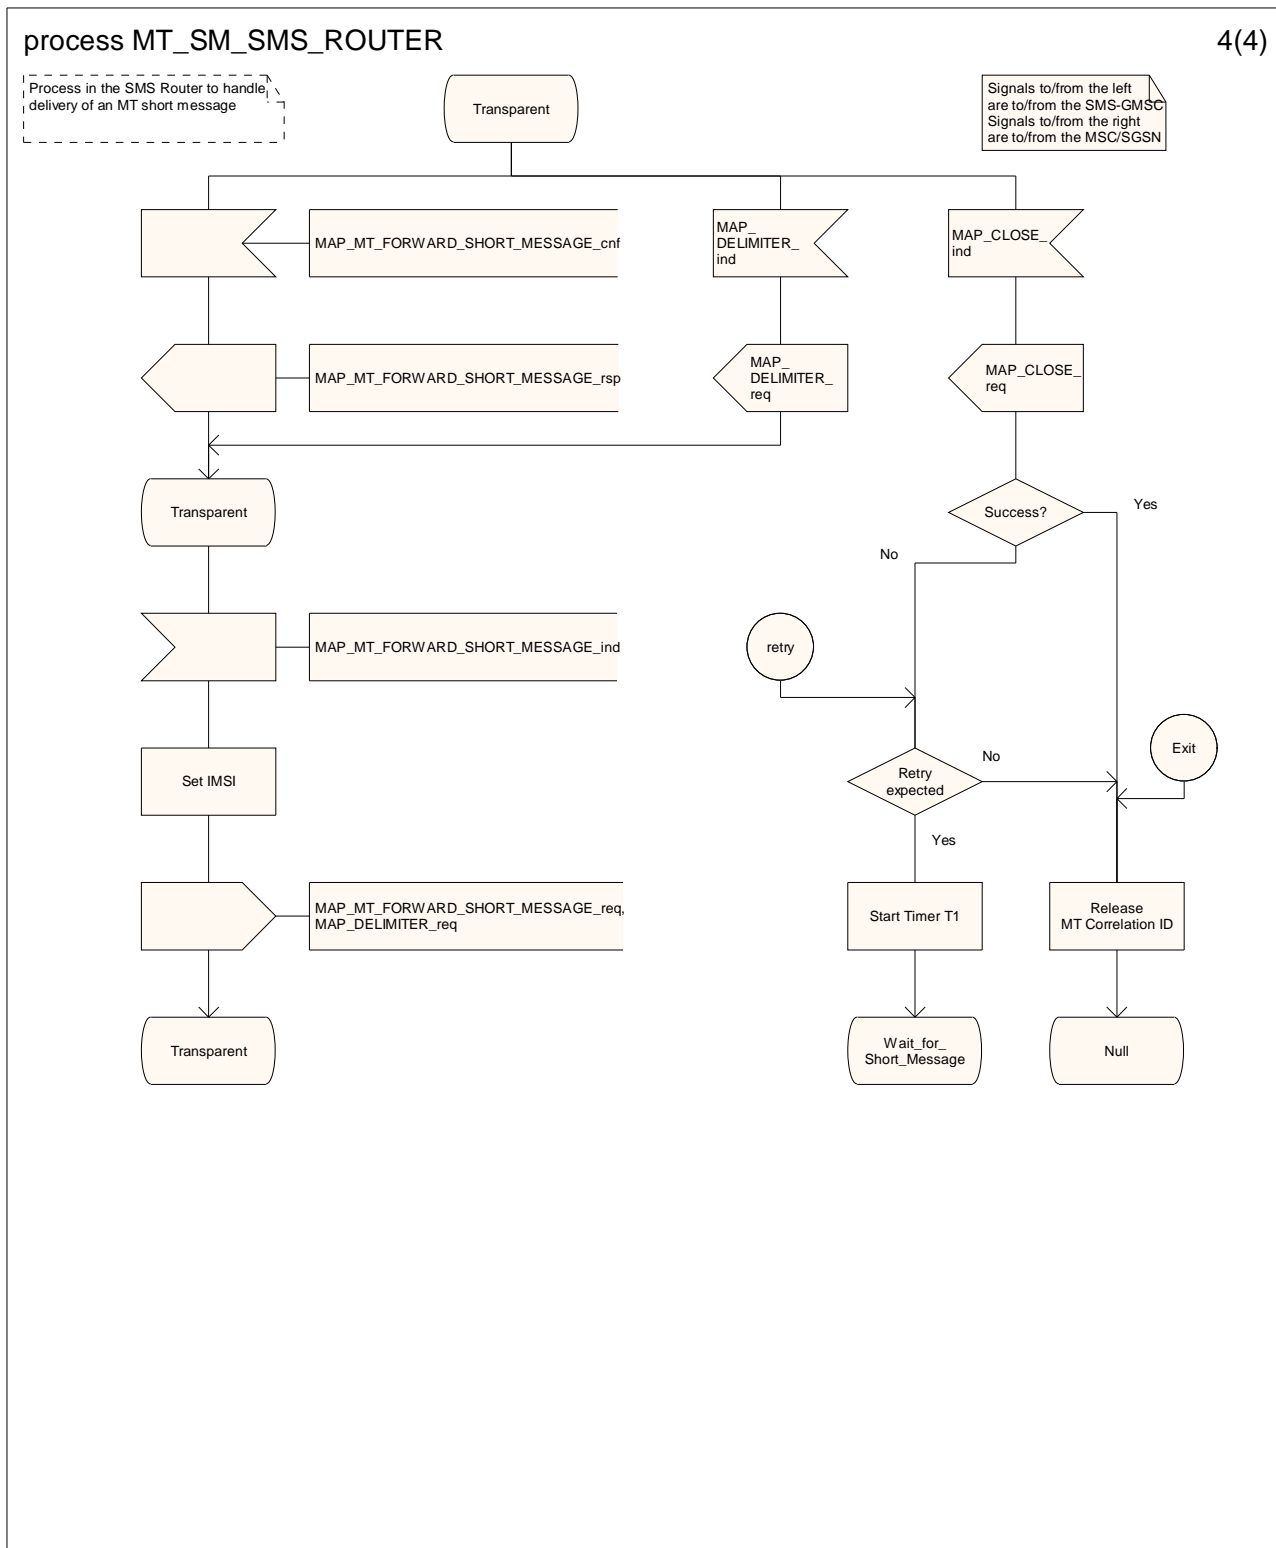 process MT_SM_SMS_ROUTER
4(4)
Process in the SMS Router to handle
delivery of an MT short message
Transparent
Signals to/from the left
are to/from the SMS-GMSC
Signals to/from the right
are to/from the MSC/SGSN
MAP_MT_FORWARD_SHORT_MESSAGE_cnf
MAP_
DELIMITER_
ind
MAP_CLOSE_
ind
MAP_MT_FORWARD_SHORT_MESSAGE_rsp
MAP_
DELIMITER_
req
MAP_CLOSE_
req
Transparent
Success?
Yes
No
MAP_MT_FORWARD_SHORT_MESSAGE_ind
retry
Set IMSI
Retry
expected
No
Exit
Yes
MAP_MT_FORWARD_SHORT_MESSAGE_req,
MAP_DELIMITER_req
Start Timer T1
Release
MT Correlation ID
Transparent
Wait_for_
Short_Message
Null